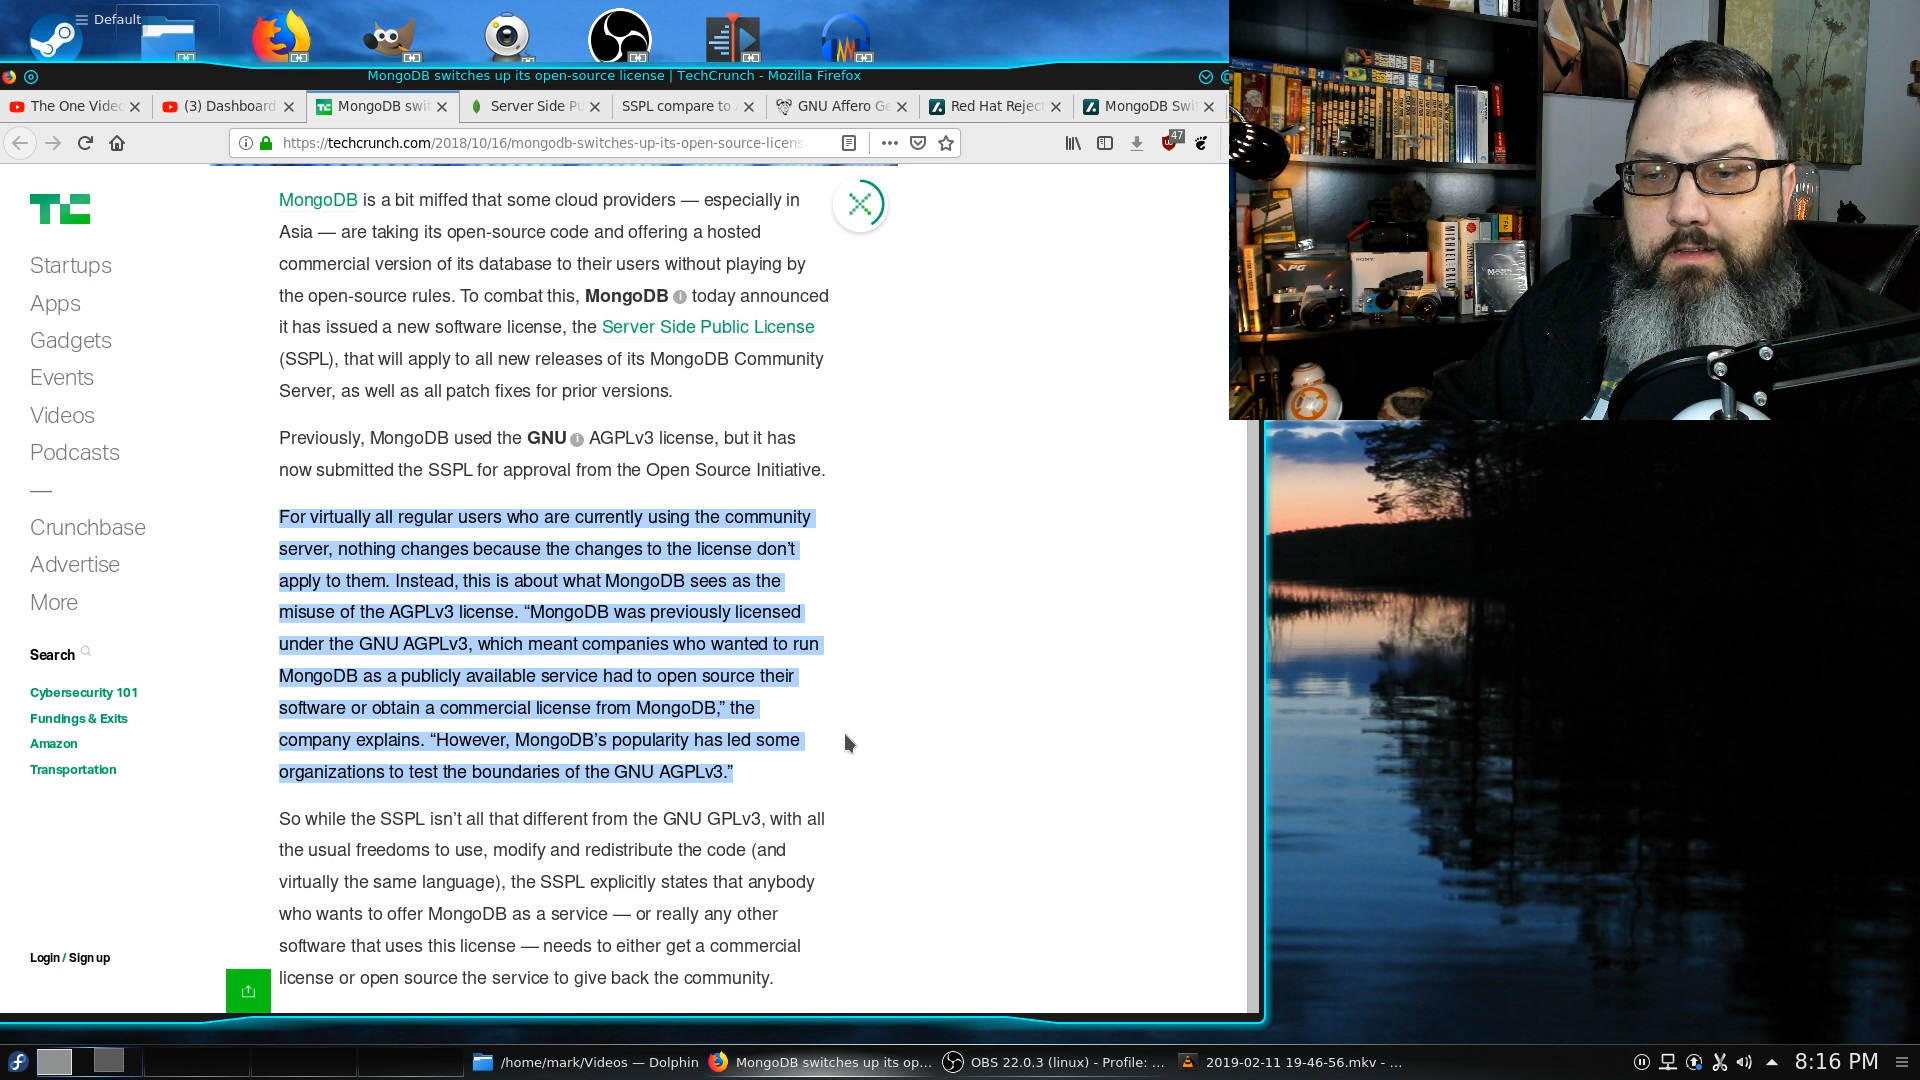 Default
MongoDB switches up its open-source license | TechCrunch - Mozilla Firefox
The One Videc
(3) Dashboard
MongoDB swit
Server Side Pu
SSPL compare to
GNU Affero Ge
Red Hat Reject
MongoDB Swi
https://techcrunch.com/2018/10/16/mongodb-switches-up-its-open-source-licens
47
TC
Startups
Apps
Gadgets
Events
Videos
Podcasts
—
Crunchbase
Advertise
More
Search
Cybersecurity 101
Fundings & Exits
Amazon
Transportation
Login / Sign up
MongoDB is a bit miffed that some cloud providers — especially in
Asia — are taking its open-source code and offering a hosted
commercial version of its database to their users without playing by
the open-source rules. To combat this, MongoDB today announced
it has issued a new software license, the Server Side Public License
(SSPL), that will apply to all new releases of its MongoDB Community
Server, as well as all patch fixes for prior versions.
Previously, MongoDB used the GNU AGPLv3 license, but it has
now submitted the SSPL for approval from the Open Source Initiative.
For virtually all regular users who are currently using the community
server, nothing changes because the changes to the license don’t
apply to them. Instead, this is about what MongoDB sees as the
misuse of the AGPLv3 license. “MongoDB was previously licensed
under the GNU AGPLv3, which meant companies who wanted to run
MongoDB as a publicly available service had to open source their
software or obtain a commercial license from MongoDB,” the
company explains. “However, MongoDB’s popularity has led some
organizations to test the boundaries of the GNU AGPLv3.”
So while the SSPL isn’t all that different from the GNU GPLv3, with all
the usual freedoms to use, modify and redistribute the code (and
virtually the same language), the SSPL explicitly states that anybody
who wants to offer MongoDB as a service — or really any other
software that uses this license — needs to either get a commercial
license or open source the service to give back the community.
XPG
SONY
/home/mark/Videos — Dolphin
MongoDB switches up its op...
OBS 22.0.3 (linux) - Profile: ...
2019-02-11 19-46-56.mkv - ...
8:16 PM